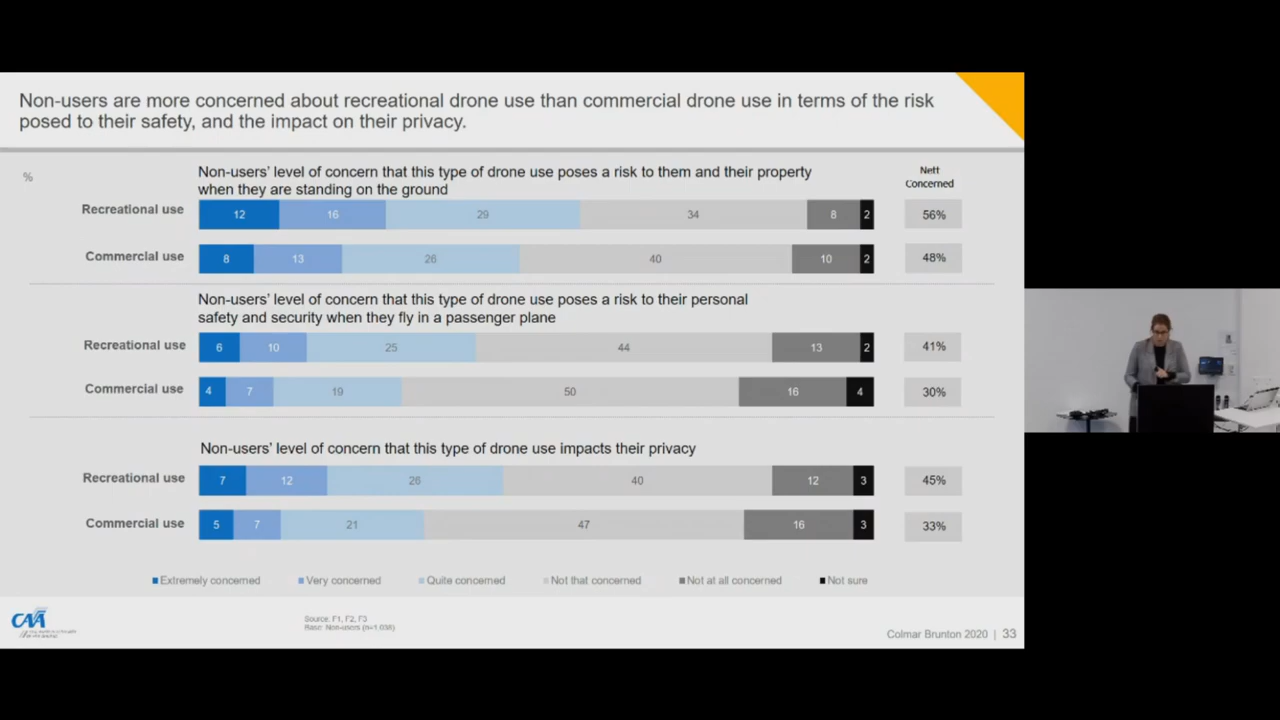 Non-users are more concerned about recreational drone use than commercial drone use in terms of the risk
posed to their safety, and the impact on their privacy.
%
Non-users' level of concern that this type of drone use poses a risk to them and their property
when they are standing on the ground
Nett
Concerned
Recreational use 12 16 29 34 8 2 56%
Commercial use 8 13 26 40 10 2 48%
Non-users' level of concern that this type of drone use poses a risk to their personal
safety and security when they fly in a passenger plane
Recreational use 6 10 25 44 13 2 41%
Commercial use 4 7 19 50 16 4 30%
Non-users' level of concern that this type of drone use impacts their privacy
Recreational use 7 12 26 40 12 3 45%
Commercial use 5 7 21 47 16 3 33%
Extremely concerned Very concerned Quite concerned Not that concerned Not at all concerned Not sure
CAA
Source: F1, F2, F3
Base: Non-users (n=1,038)
Colmar Brunton 2020 | 33